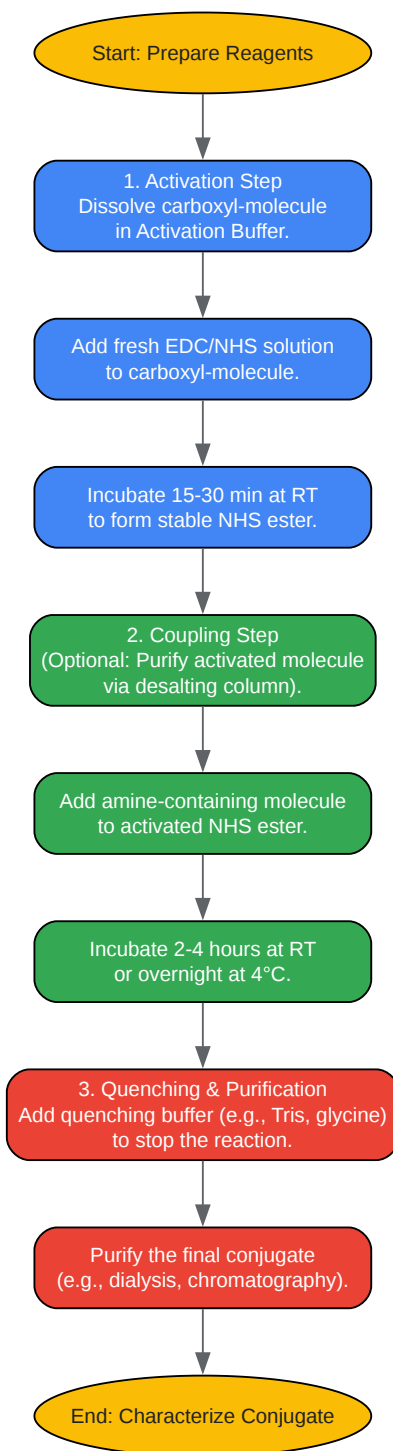 Start: Prepare Reagents
1. Activation Step
Dissolve carboxyl-molecule
in Activation Buffer.
Add fresh EDC/NHS solution
to carboxyl-molecule.
Incubate 15-30 min at RT
to form stable NHS ester.
2. Coupling Step
(Optional: Purify activated molecule
via desalting column).
Add amine-containing molecule
to activated NHS ester.
Incubate 2-4 hours at RT
or overnight at 4°C.
3. Quenching & Purification
Add quenching buffer (e.g., Tris, glycine)
to stop the reaction.
Purify the final conjugate
(e.g., dialysis, chromatography).
End: Characterize Conjugate